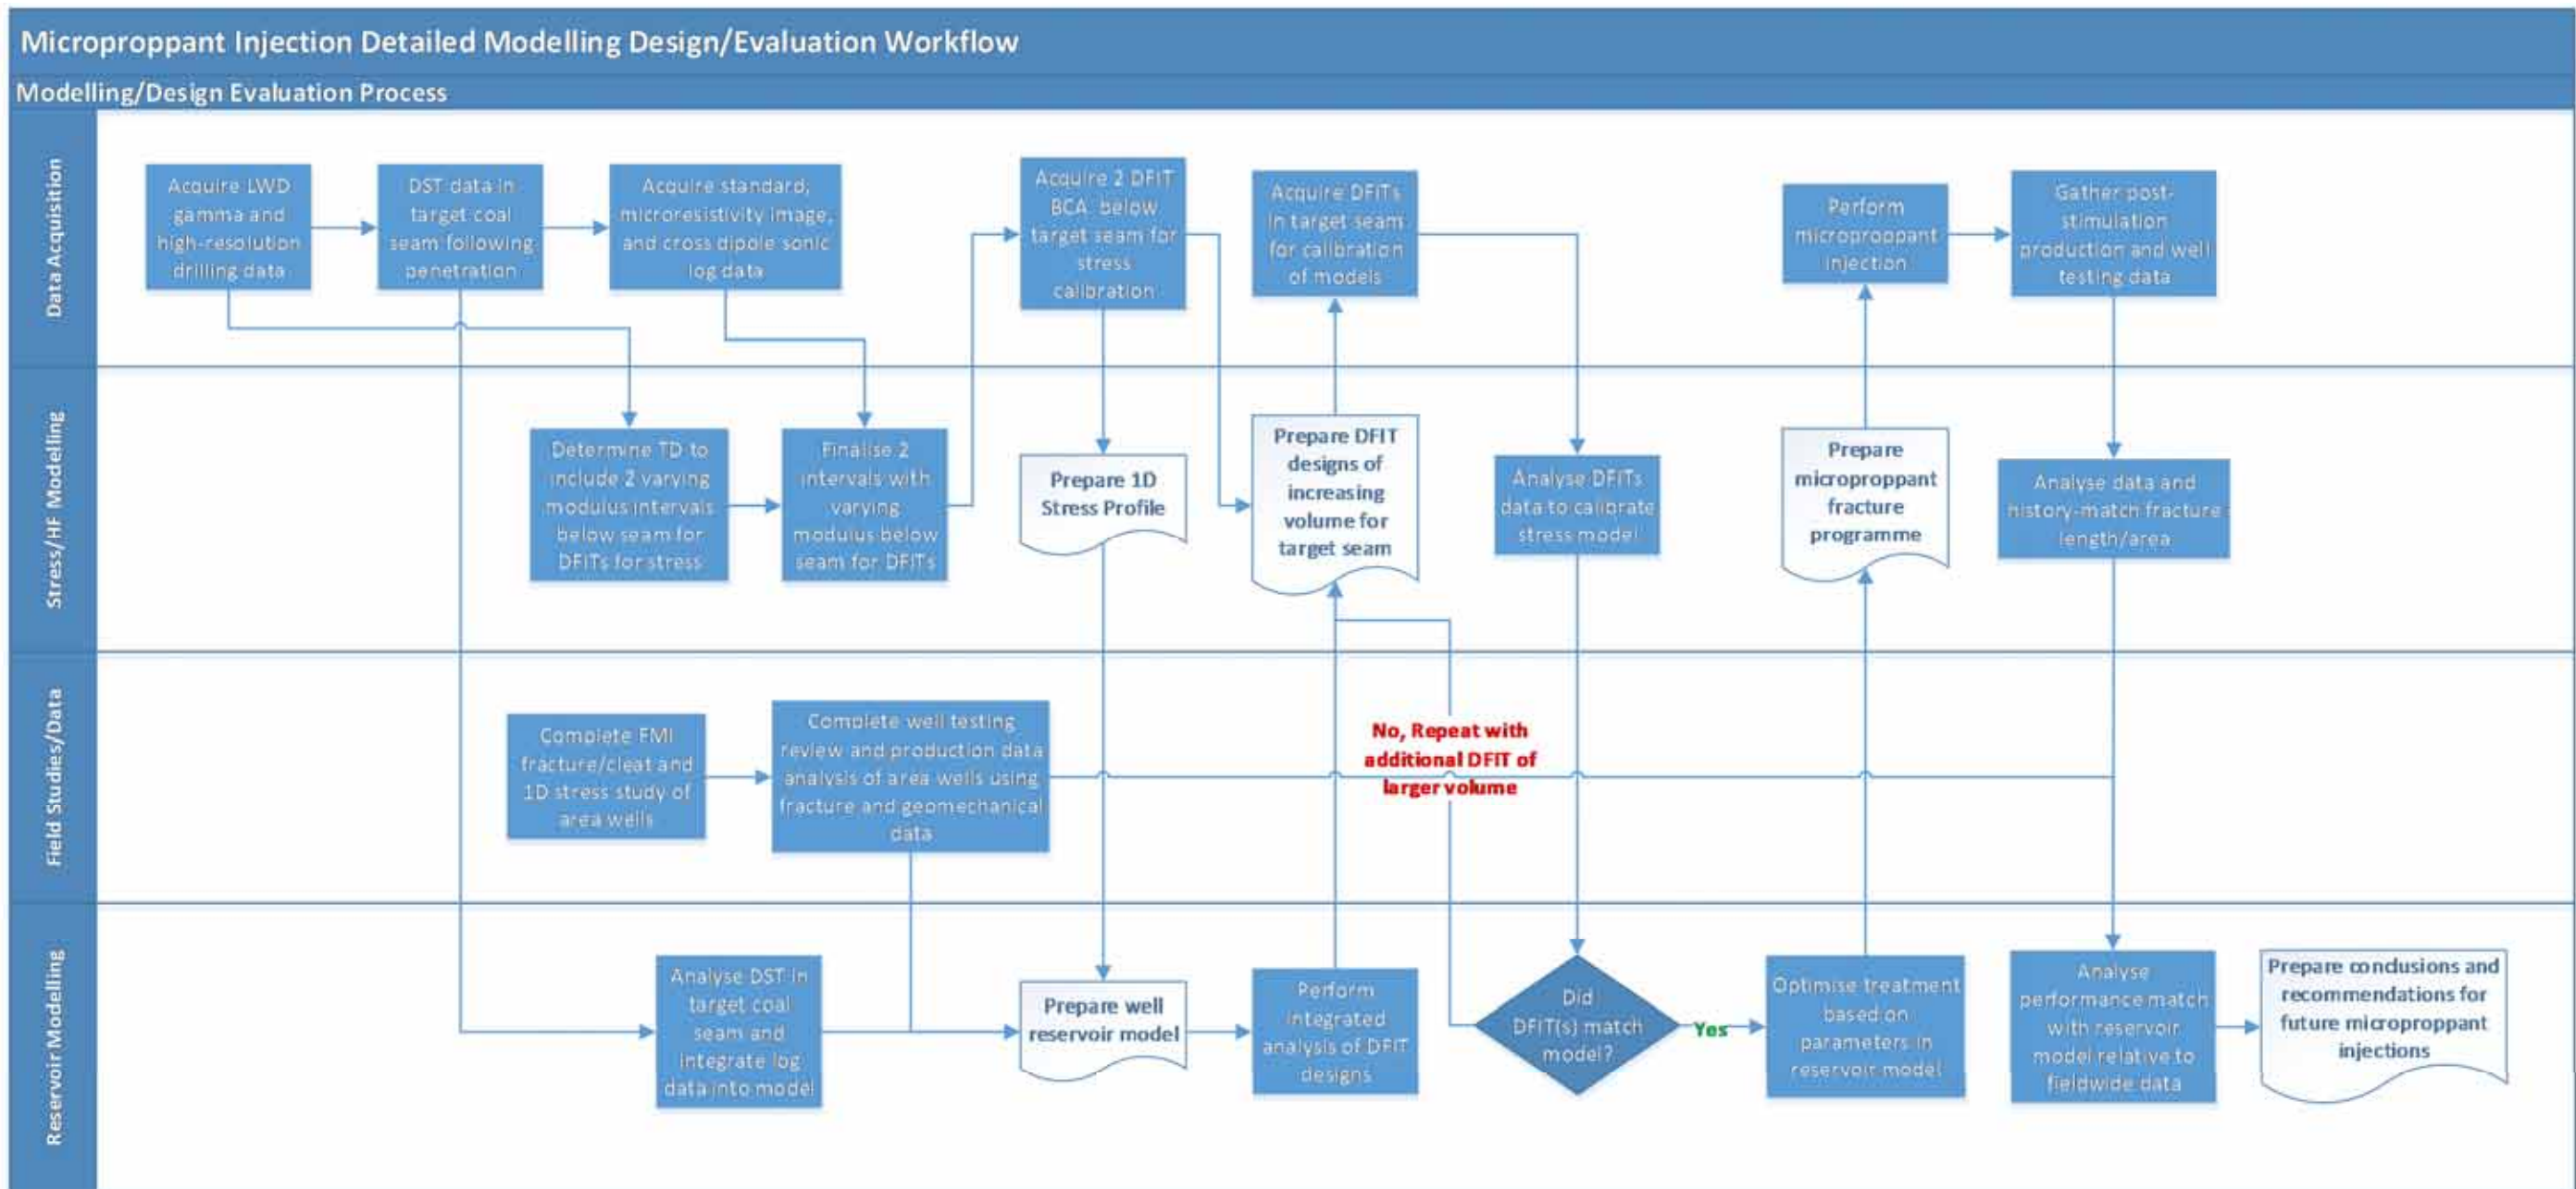 Microproppant Injection Detailed Modelling Design/Evaluation Workflow
Modelling/Design Evaluation Process
Data Acquisition
Acquire LWD
gamma and
high-resolution
drilling data
DST data in
target coal
seam following
penetration
Acquire standard,
microresistivity image,
and cross dipole sonic
log data
Acquire 2 DFIT
BCA below
target seam for
stress
calibration
Acquire DFITs
in target seam
for calibration
of models
Perform
microproppant
injection
Gather post-
stimulation
production and well
testing data
Stress/HF Modelling
Determine TD to
include 2 varying
modulus intervals
below seam for
DFITs for stress
Finalise 2
intervals with
varying
modulus below
seam for DFITs
Prepare 1D
Stress Profile
Prepare DFIT
designs of
increasing
volume for
target seam
Analyse DFITs
data to calibrate
stress model
Prepare
microproppant
fracture
programme
Analyse data and
history-match fracture
length/area
Field Studies/Data
Complete FMI
fracture/cleat and
1D stress study of
area wells
Complete well testing
review and production data
analysis of area wells using
fracture and geomechanical
data
No, Repeat with
additional DFIT of
larger volume
Reservoir Modelling
Analyse DST in
target coal
seam and
integrate log
data into model
Prepare well
reservoir model
Perform
integrated
analysis of DFIT
designs
Did
DFIT(s) match
model?
Yes
Optimise treatment
based on
parameters in
reservoir model
Analyse
performance match
with reservoir
model relative to
fieldwide data
Prepare conclusions and
recommendations for
future microproppant
injections